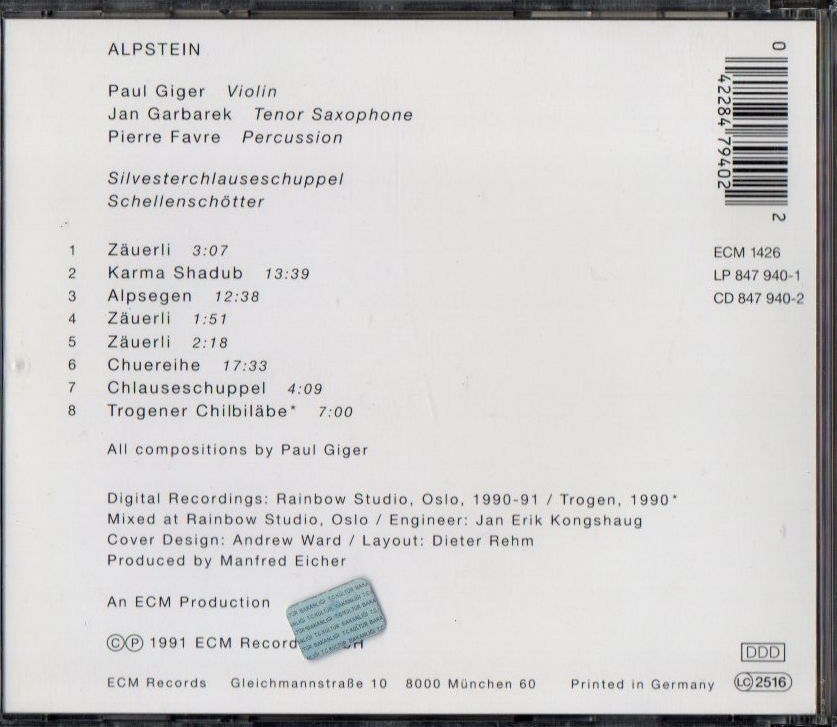 ALPSTEIN
Paul Giger Violin
Jan Garbarek Tenor Saxophone
Pierre Favre Percussion
Silvesterchlauseschuppel
Schellenschötter
1 Zäuerli 3:07
2 Karma Shadub 13:39
3 Alpsegen 12:38
4 Zäuerli 1:51
5 Zäuerli 2:18
6 Chuereihe 17:33
7 Chlauseschuppel 4:09
8 Trogener Chilbiläbe* 7:00
All compositions by Paul Giger
Digital Recordings: Rainbow Studio, Oslo, 1990-91 / Trogen, 1990*
Mixed at Rainbow Studio, Oslo / Engineer: Jan Erik Kongshaug
Cover Design: Andrew Ward / Layout: Dieter Rehm
Produced by Manfred Eicher
An ECM Production
©℗ 1991 ECM Record
ECM Records Gleichmannstraße 10 8000 München 60 Printed in Germany
0 42284 79402 2
ECM 1426
LP 847 940-1
CD 847 940-2
DDD
LC 2516
T.C.KÜLTÜR BAKANLIĞI